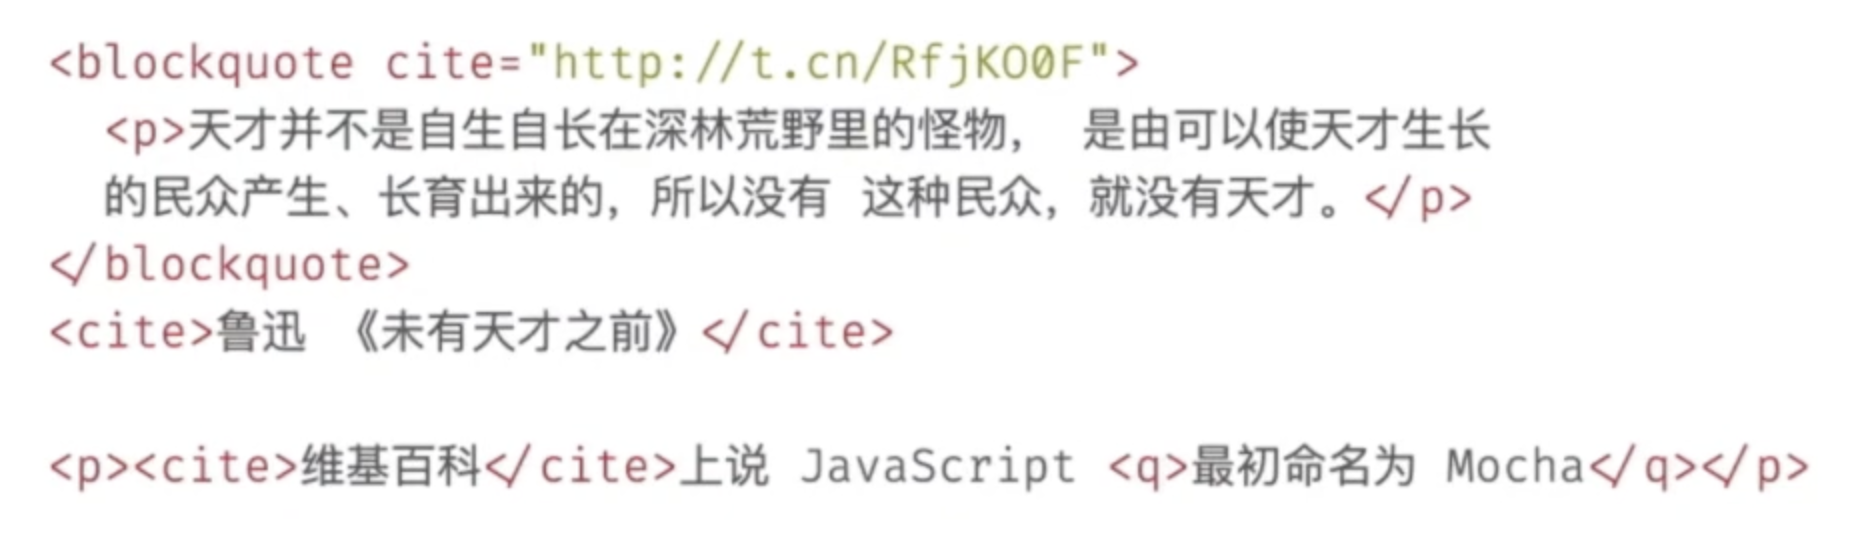 <blockquote cite="http://t.cn/RfjKO0F">
<p>天才并不是自生自长在深林荒野里的怪物， 是由可以使天才生长
的民众产生、长育出来的，所以没有 这种民众，就没有天才。</p>
</blockquote>
<cite>鲁迅 《未有天才之前》</cite>
<p><cite>维基百科</cite>上说 JavaScript <q>最初命名为 Mocha</q></p>